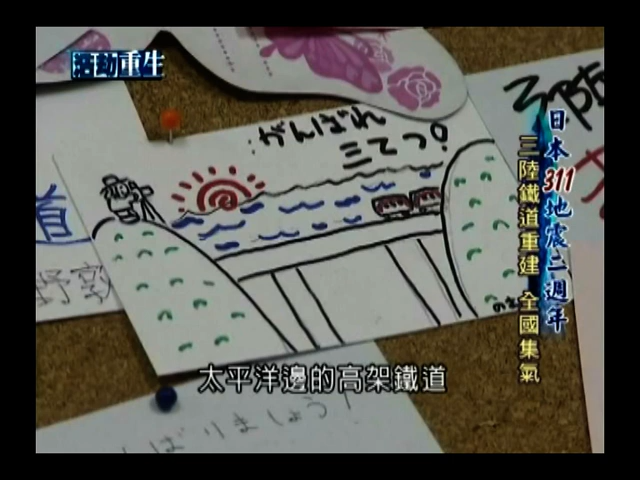 浩劫重生
がんばれ
三てつ。
日本311地震二週年
三陸鐵道重建 全國集氣
道
太平洋邊的高架鐵道
ばりましょう!